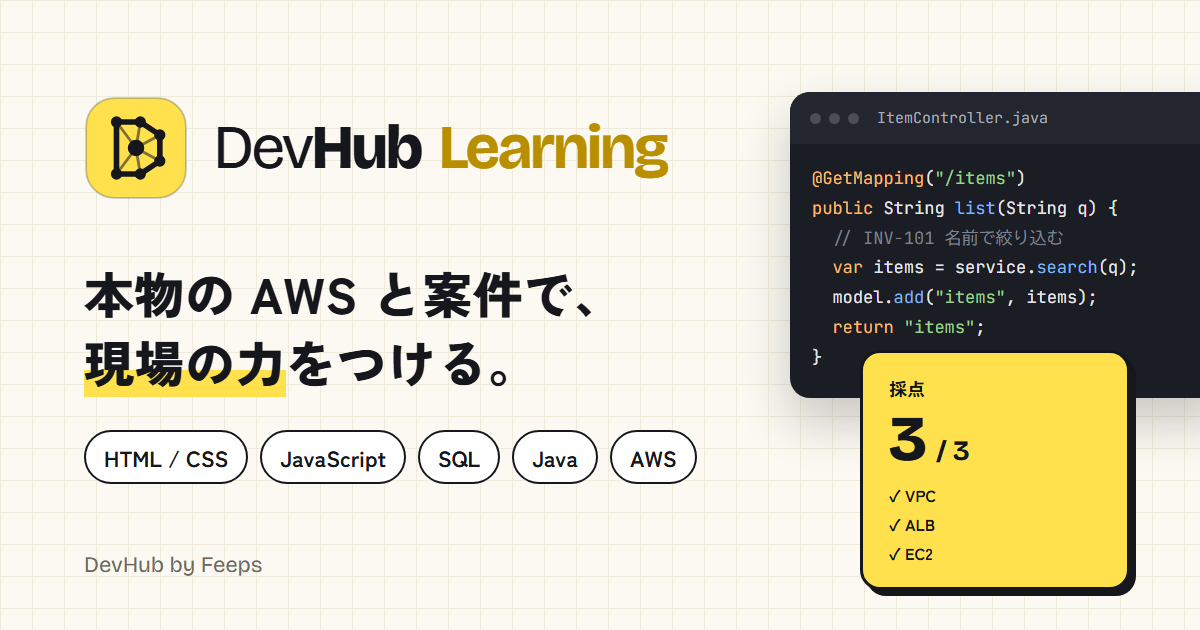 DevHub Learning
本物の AWS と案件で、
現場の力をつける。
HTML / CSS
JavaScript
SQL
Java
AWS
DevHub by Feeps
ItemController.java
@GetMapping("/items")
public String list(String q) {
// INV-101 名前で絞り込む
var items = service.search(q);
model.add("items", items);
return "items";
}
採点
3 / 3
✓ VPC
✓ ALB
✓ EC2